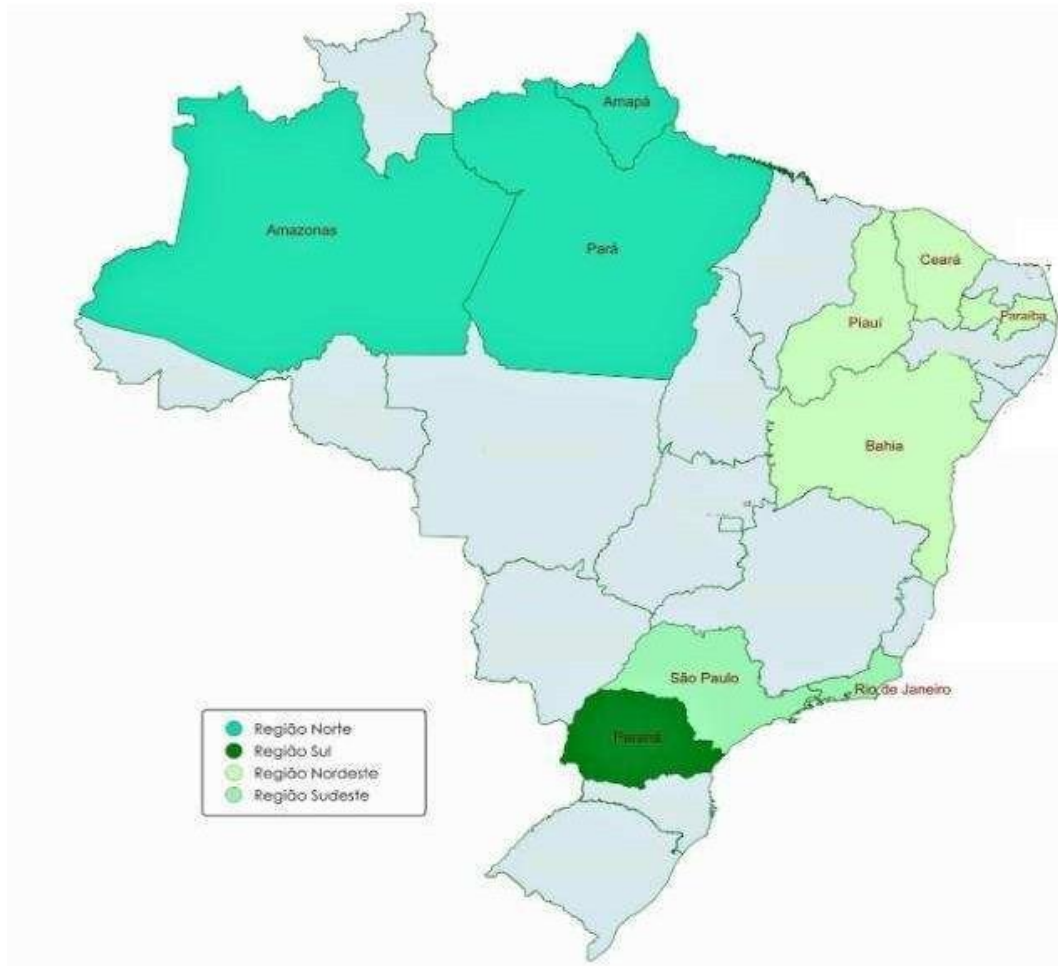 Amapá
Amazonas
Pará
Ceará
Piauí
Paraíba
Bahia
São Paulo
Rio de Janeiro
Paraná
Região Norte
Região Sul
Região Nordeste
Região Sudeste